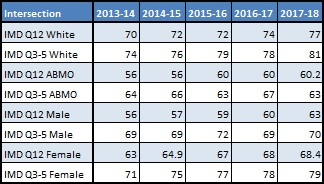 Intersection 2013-14 2014-15 2015-16 2016-17 2017-18
IMD Q12 White 70 72 72 74 77
IMD Q3-5 White 74 76 79 78 81
IMD Q12 ABMO 56 56 60 60 60.2
IMD Q3-5 ABMO 64 66 63 67 63
IMD Q12 Male 56 57 59 60 63
IMD Q3-5 Male 69 69 72 69 70
IMD Q12 Female 63 64.9 67 68 68.4
IMD Q3-5 Female 71 75 77 78 79